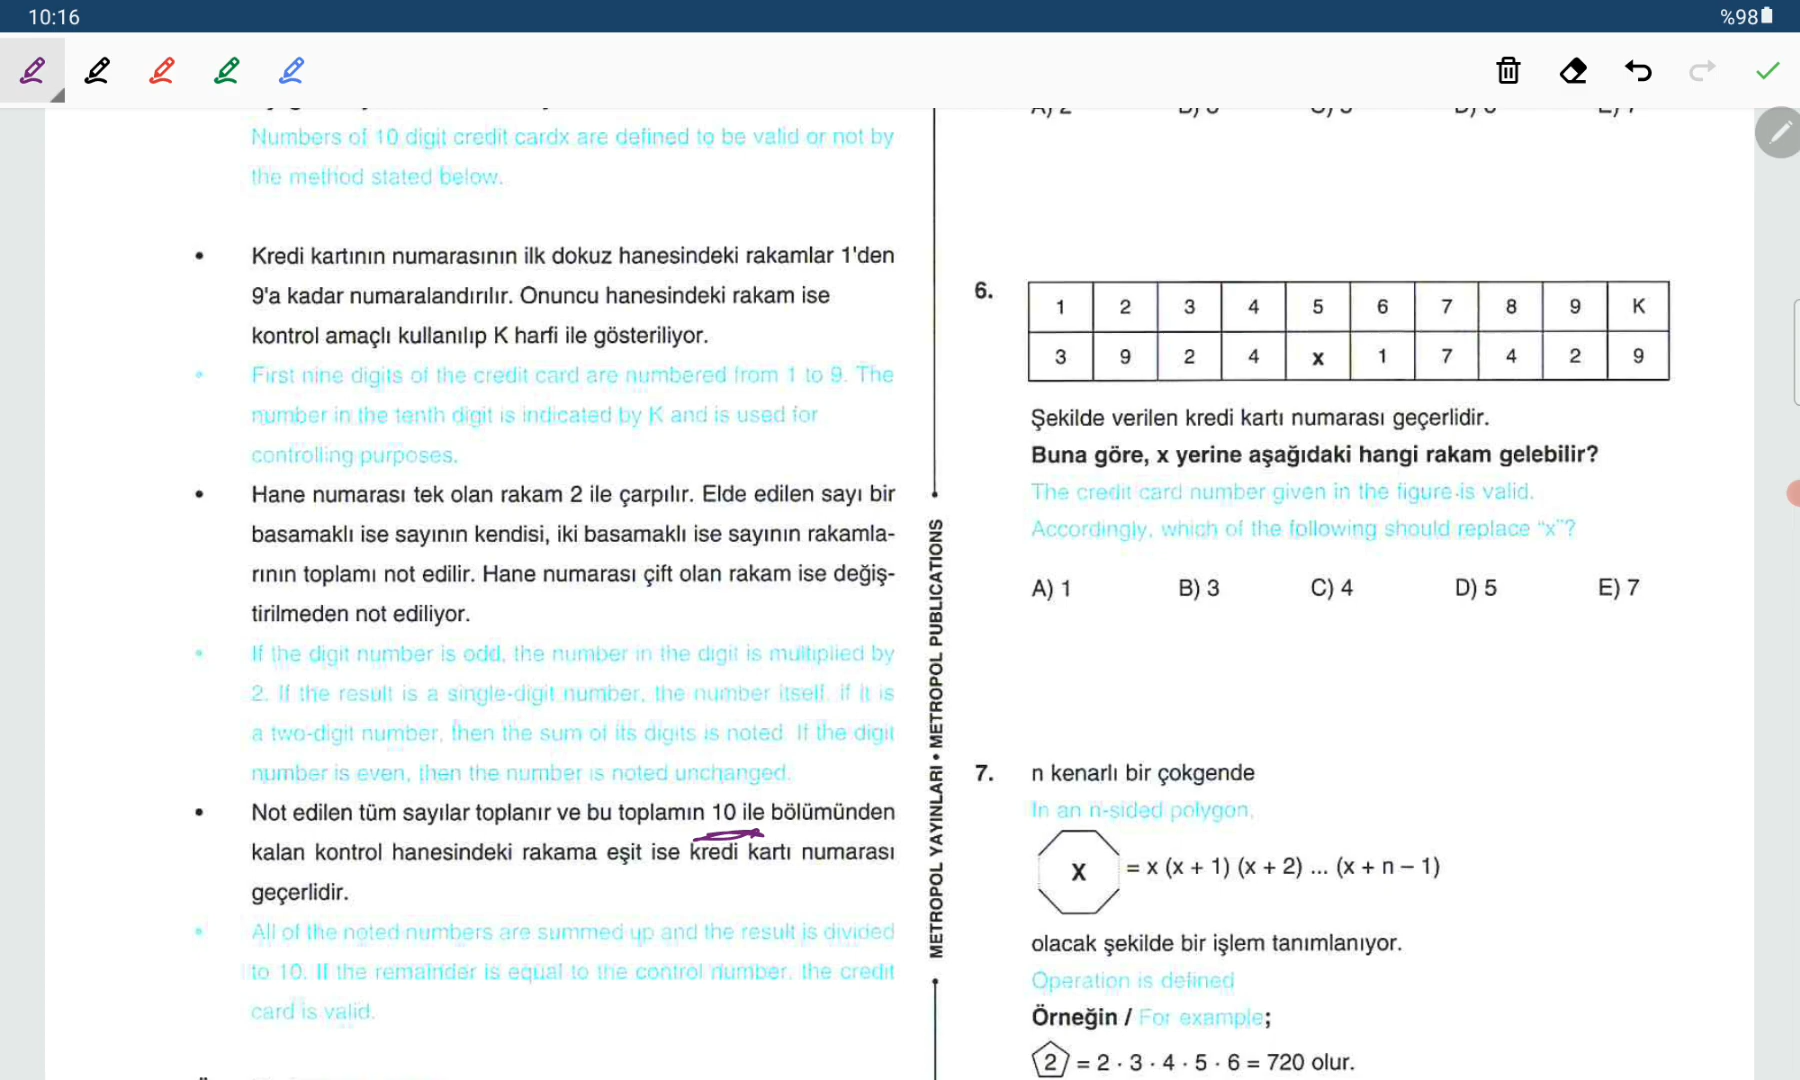 10:16
%98
Numbers of 10 digit credit cardx are defined to be valid or not by
the method stated below.
• Kredi kartının numarasının ilk dokuz hanesindeki rakamlar 1'den
9'a kadar numaralandırılır. Onuncu hanesindeki rakam ise
kontrol amaçlı kullanılıp K harfi ile gösteriliyor.
• First nine digits of the credit card are numbered from 1 to 9. The
number in the tenth digit is indicated by K and is used for
controlling purposes.
• Hane numarası tek olan rakam 2 ile çarpılır. Elde edilen sayı bir
basamaklı ise sayının kendisi, iki basamaklı ise sayının rakamla-
rının toplamı not edilir. Hane numarası çift olan rakam ise değiş-
tirilmeden not ediliyor.
• If the digit number is odd, the number in the digit is multiplied by
2. If the result is a single-digit number, the number itself, if it is
a two-digit number, then the sum of its digits is noted. If the digit
number is even, then the number is noted unchanged.
• Not edilen tüm sayılar toplanır ve bu toplamın 10 ile bölümünden
kalan kontrol hanesindeki rakama eşit ise kredi kartı numarası
geçerlidir.
• All of the noted numbers are summed up and the result is divided
to 10. If the remainder is equal to the control number, the credit
card is valid.
METROPOL YAYINLARI • METROPOL PUBLICATIONS
6.
1 2 3 4 5 6 7 8 9 K
3 9 2 4 x 1 7 4 2 9
Şekilde verilen kredi kartı numarası geçerlidir.
Buna göre, x yerine aşağıdaki hangi rakam gelebilir?
The credit card number given in the figure is valid.
Accordingly, which of the following should replace “x”?
A) 1 B) 3 C) 4 D) 5 E) 7
7. n kenarlı bir çokgende
In an n-sided polygon,
x = x (x + 1) (x + 2) ... (x + n – 1)
olacak şekilde bir işlem tanımlanıyor.
Operation is defined
Örneğin / For example;
2 = 2 · 3 · 4 · 5 · 6 = 720 olur.